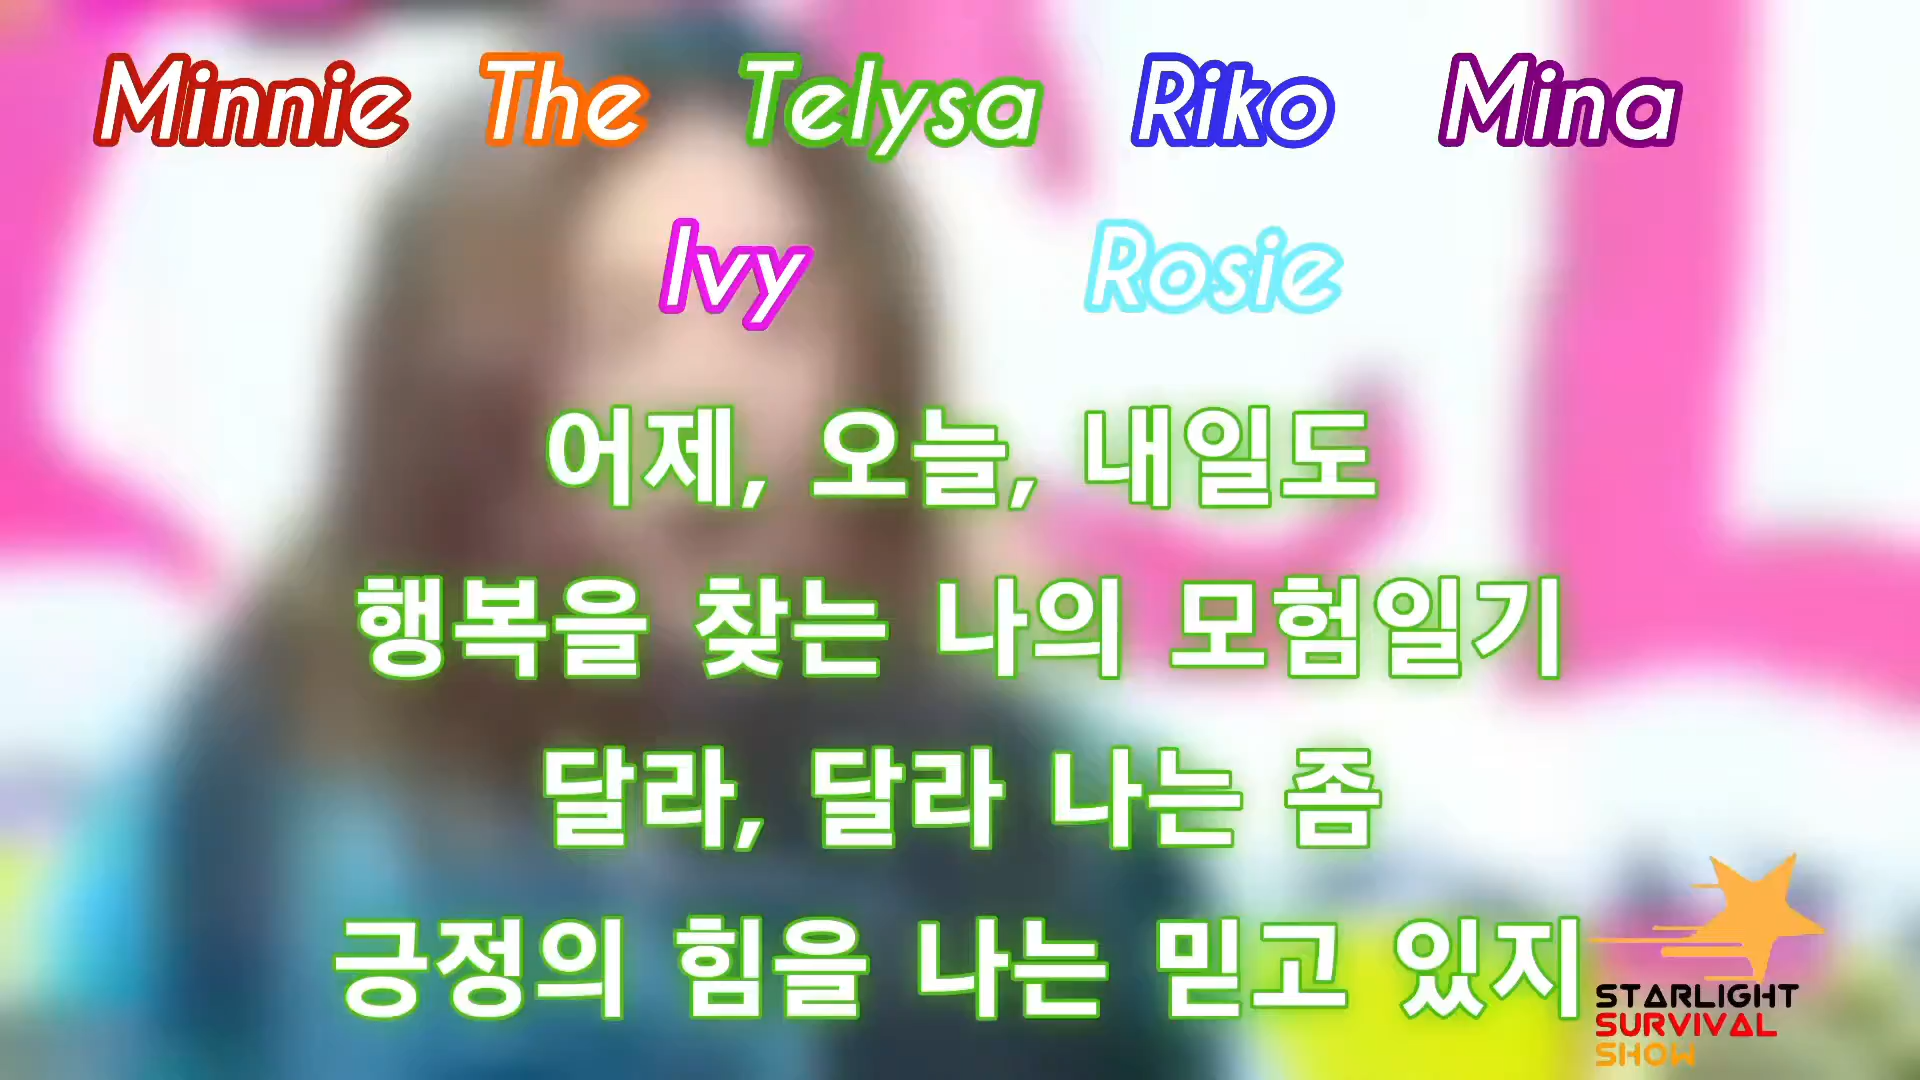 Minnie The Telysa Riko Mina
Ivy Rosie
어제, 오늘, 내일도
행복을 찾는 나의 모험일기
달라, 달라 나는 좀
긍정의 힘을 나는 믿고 있지
STARLIGHT
SURVIVAL
SHOW